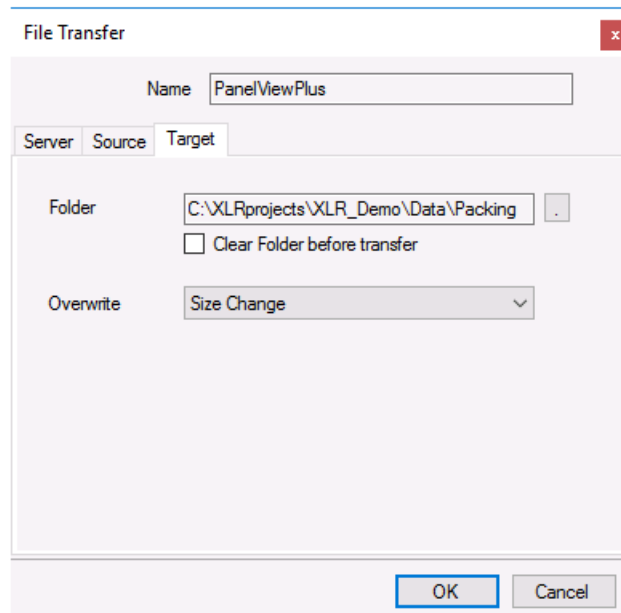 File Transfer
x
Name PanelViewPlus
Server Source Target
Folder C:\XLRprojects\XLR_Demo\Data\Packing .
Clear Folder before transfer
Overwrite Size Change
OK Cancel